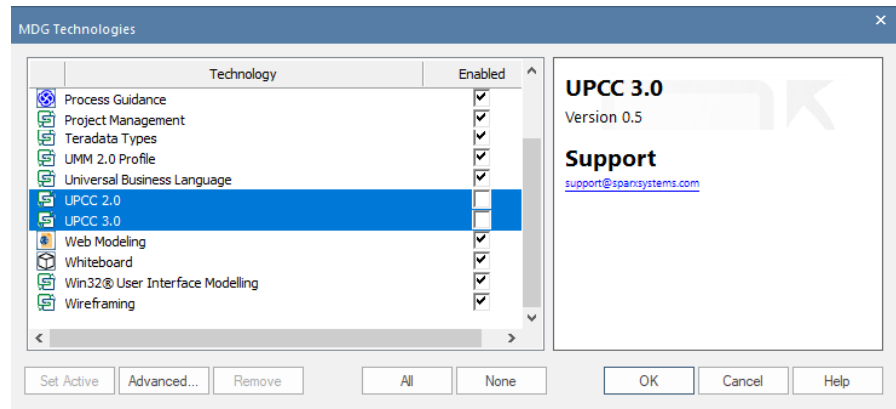 MDG Technologies
Technology Enabled
Process Guidance
Project Management
Teradata Types
UMM 2.0 Profile
Universal Business Language
UPCC 2.0
UPCC 3.0
Web Modeling
Whiteboard
Win32® User Interface Modelling
Wireframing
UPCC 3.0
Version 0.5
Support
support@sparxsystems.com
Set Active Advanced... Remove All None OK Cancel Help